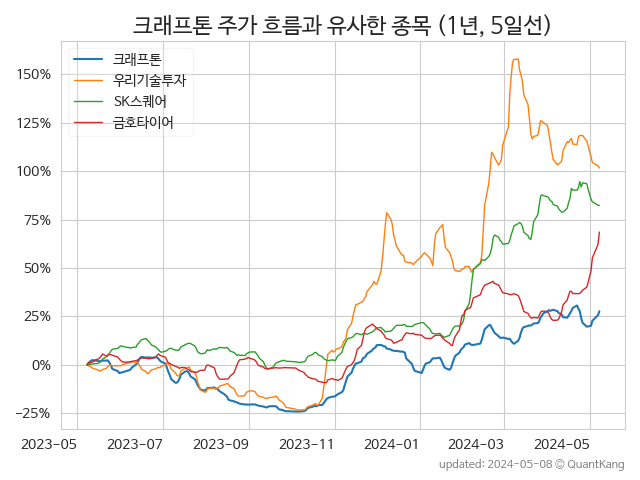 크래프톤 주가 흐름과 유사한 종목 (1년, 5일선)
크래프톤
우리기술투자
SK스퀘어
금호타이어
150%
125%
100%
75%
50%
25%
0%
−25%
2023-05
2023-07
2023-09
2023-11
2024-01
2024-03
2024-05
updated: 2024-05-08 © QuantKang